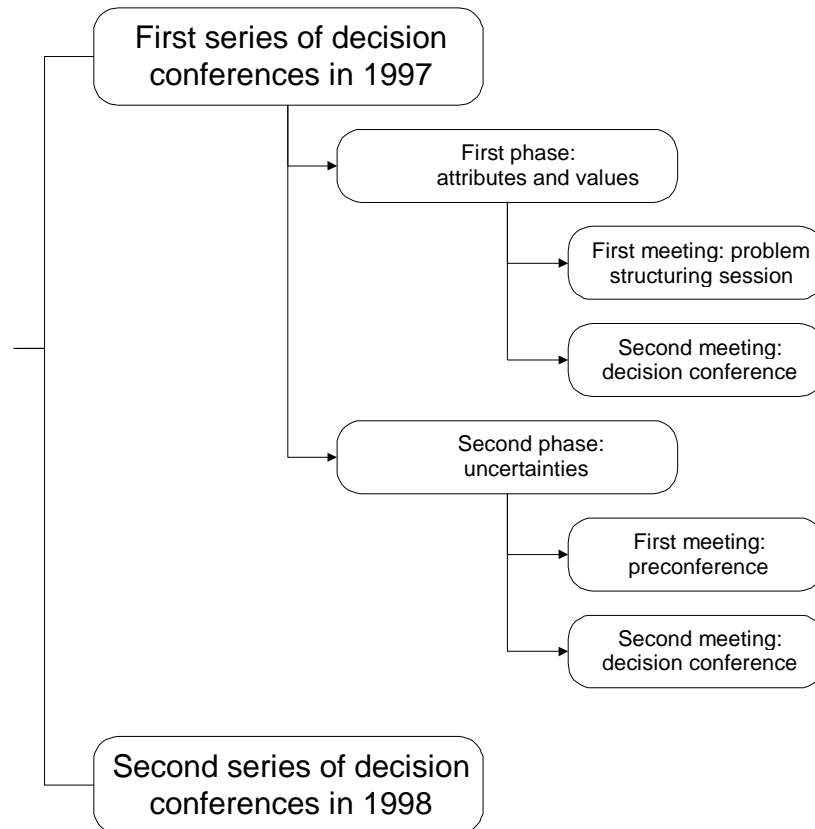 First series of decision
conferences in 1997
First phase:
attributes and values
First meeting: problem
structuring session
Second meeting:
decision conference
Second phase:
uncertainties
First meeting:
preconference
Second meeting:
decision conference
Second series of decision
conferences in 1998